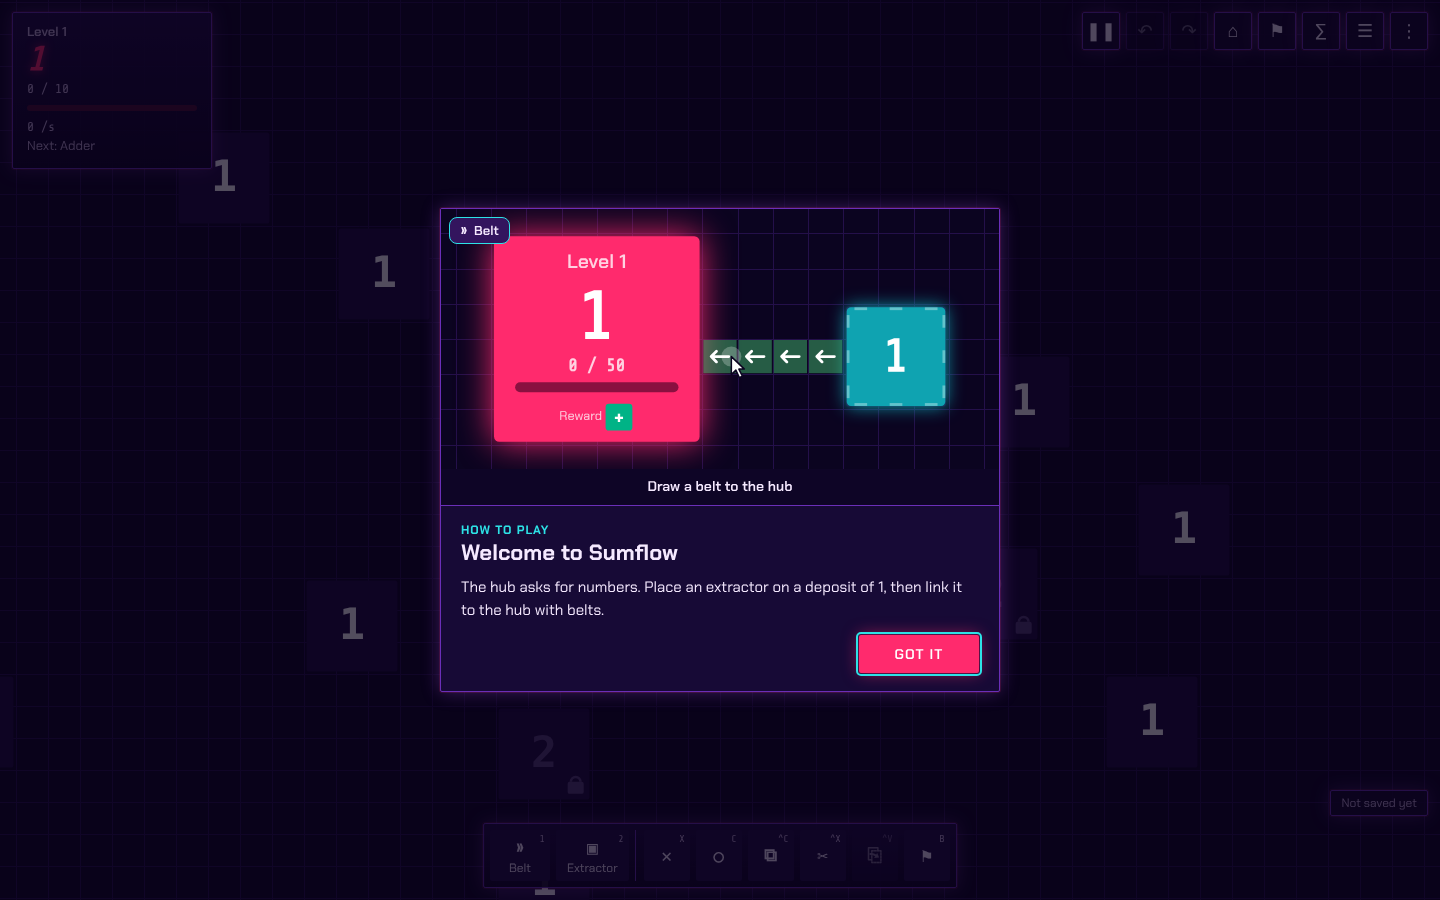 Level 1
1
0 / 10
0 /s
Next: Adder
1
1
» Belt
Level 1
1
0 / 50
Reward +
1
Draw a belt to the hub
HOW TO PLAY
Welcome to Sumflow
The hub asks for numbers. Place an extractor on a deposit of 1, then link it
to the hub with belts.
GOT IT
1
1
1
1
2
Not saved yet
1 2 X C ^C ^X ^V B
Belt Extractor
1